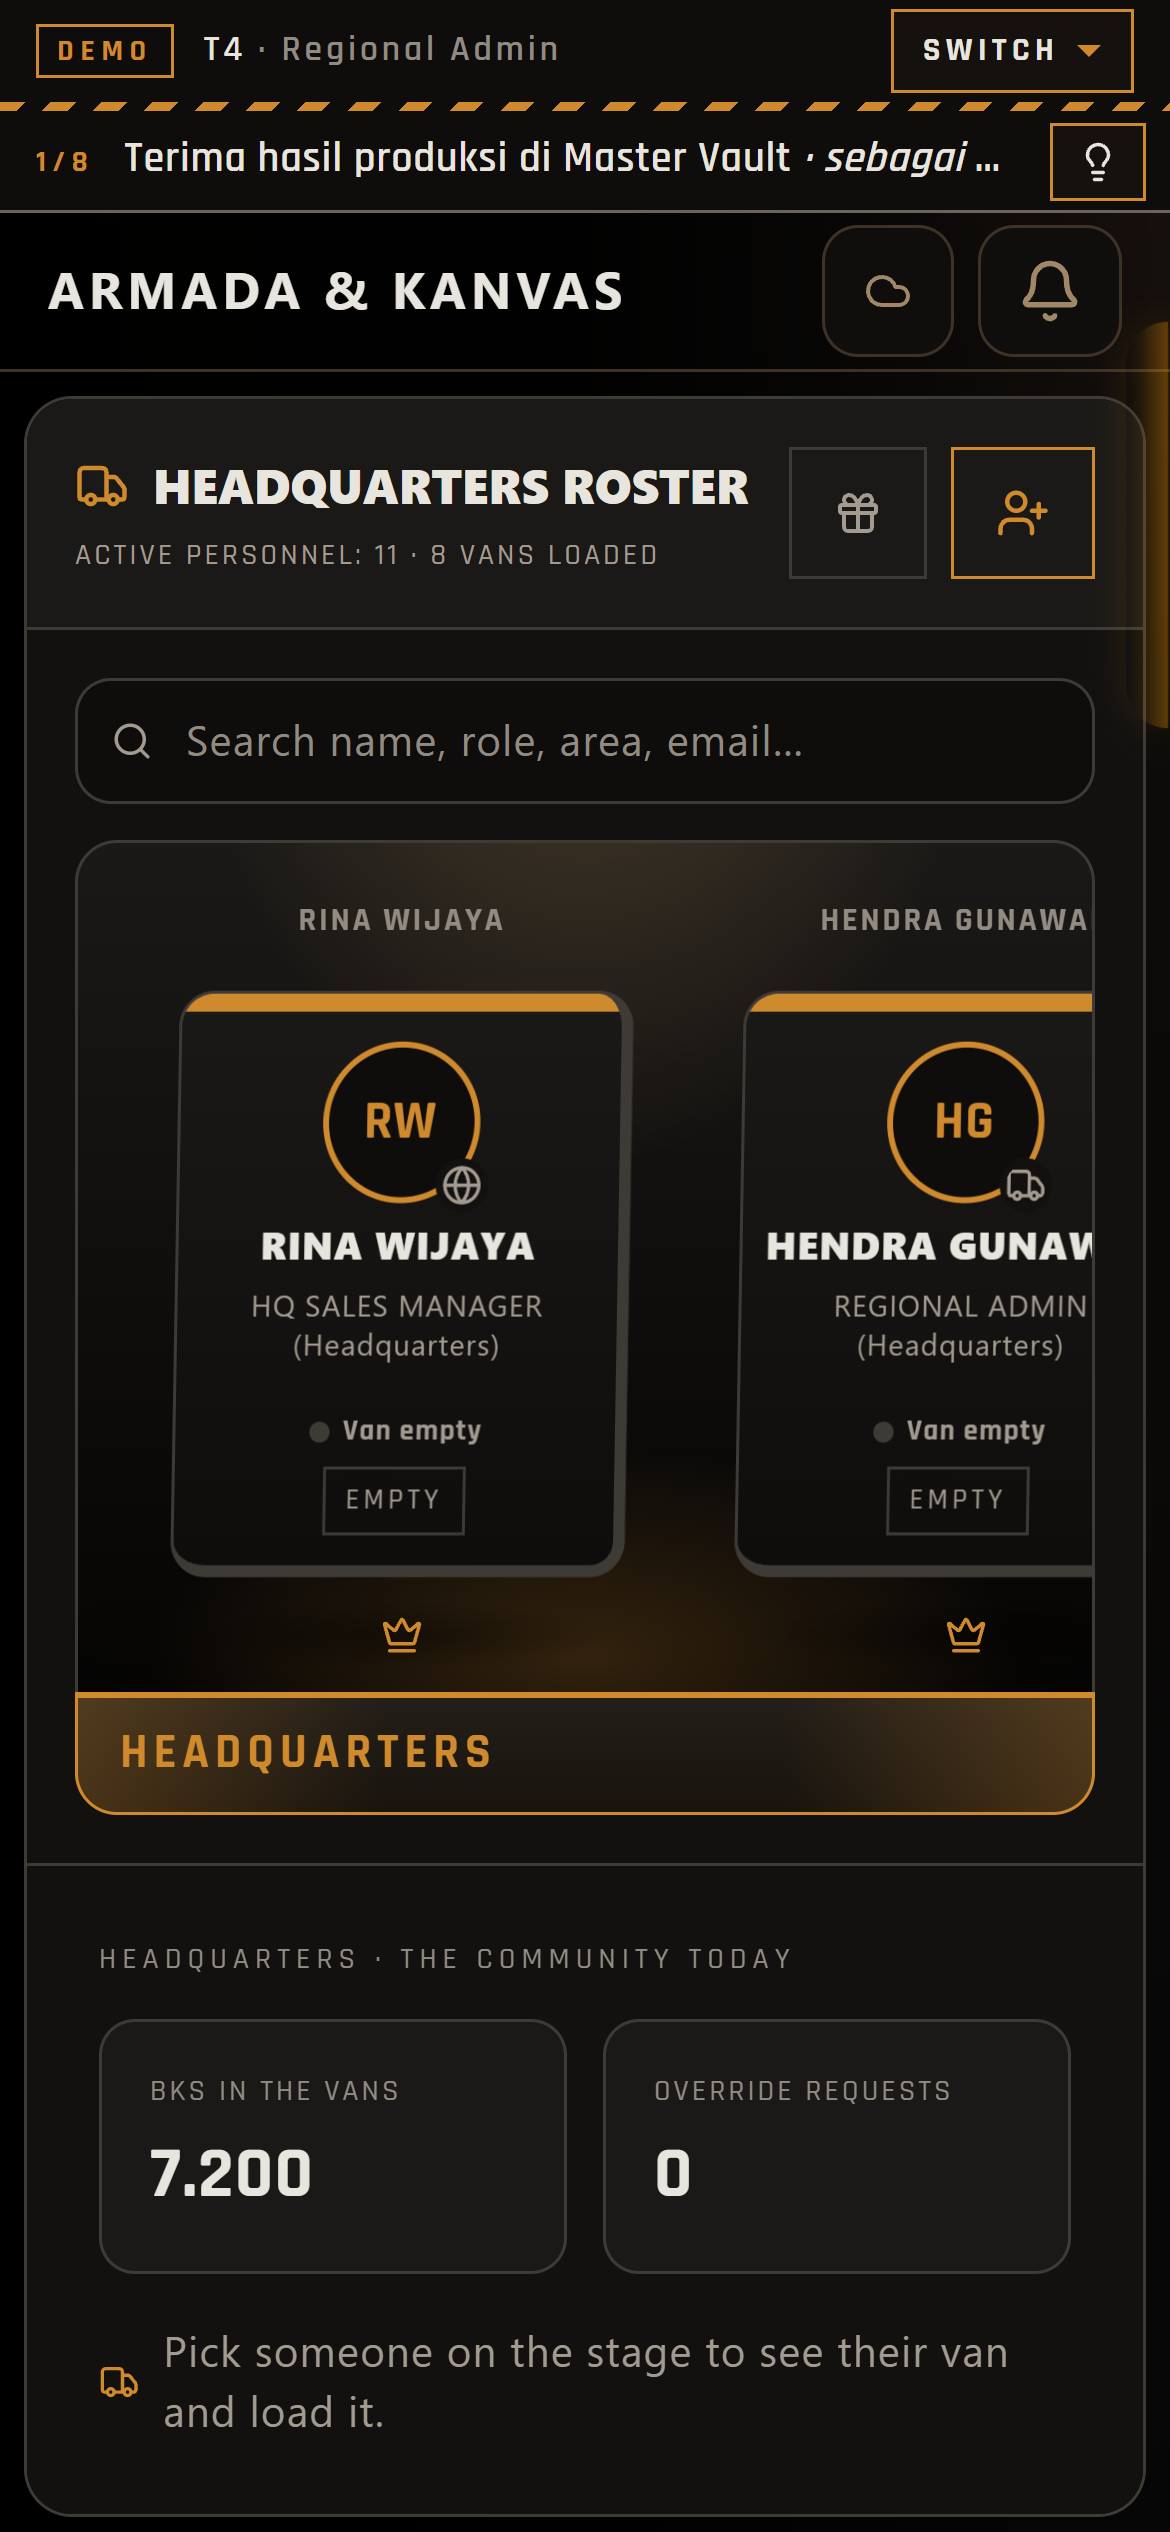 DEMO T4 · Regional Admin SWITCH
1/8 Terima hasil produksi di Master Vault · sebagai ...
ARMADA & KANVAS
HEADQUARTERS ROSTER
ACTIVE PERSONNEL: 11 · 8 VANS LOADED
Search name, role, area, email...
RINA WIJAYA
RW
RINA WIJAYA
HQ SALES MANAGER
(Headquarters)
Van empty
EMPTY
HENDRA GUNAWA
HG
HENDRA GUNAW
REGIONAL ADMIN
(Headquarters)
Van empty
EMPTY
HEADQUARTERS
HEADQUARTERS · THE COMMUNITY TODAY
BKS IN THE VANS
7.200
OVERRIDE REQUESTS
0
Pick someone on the stage to see their van
and load it.